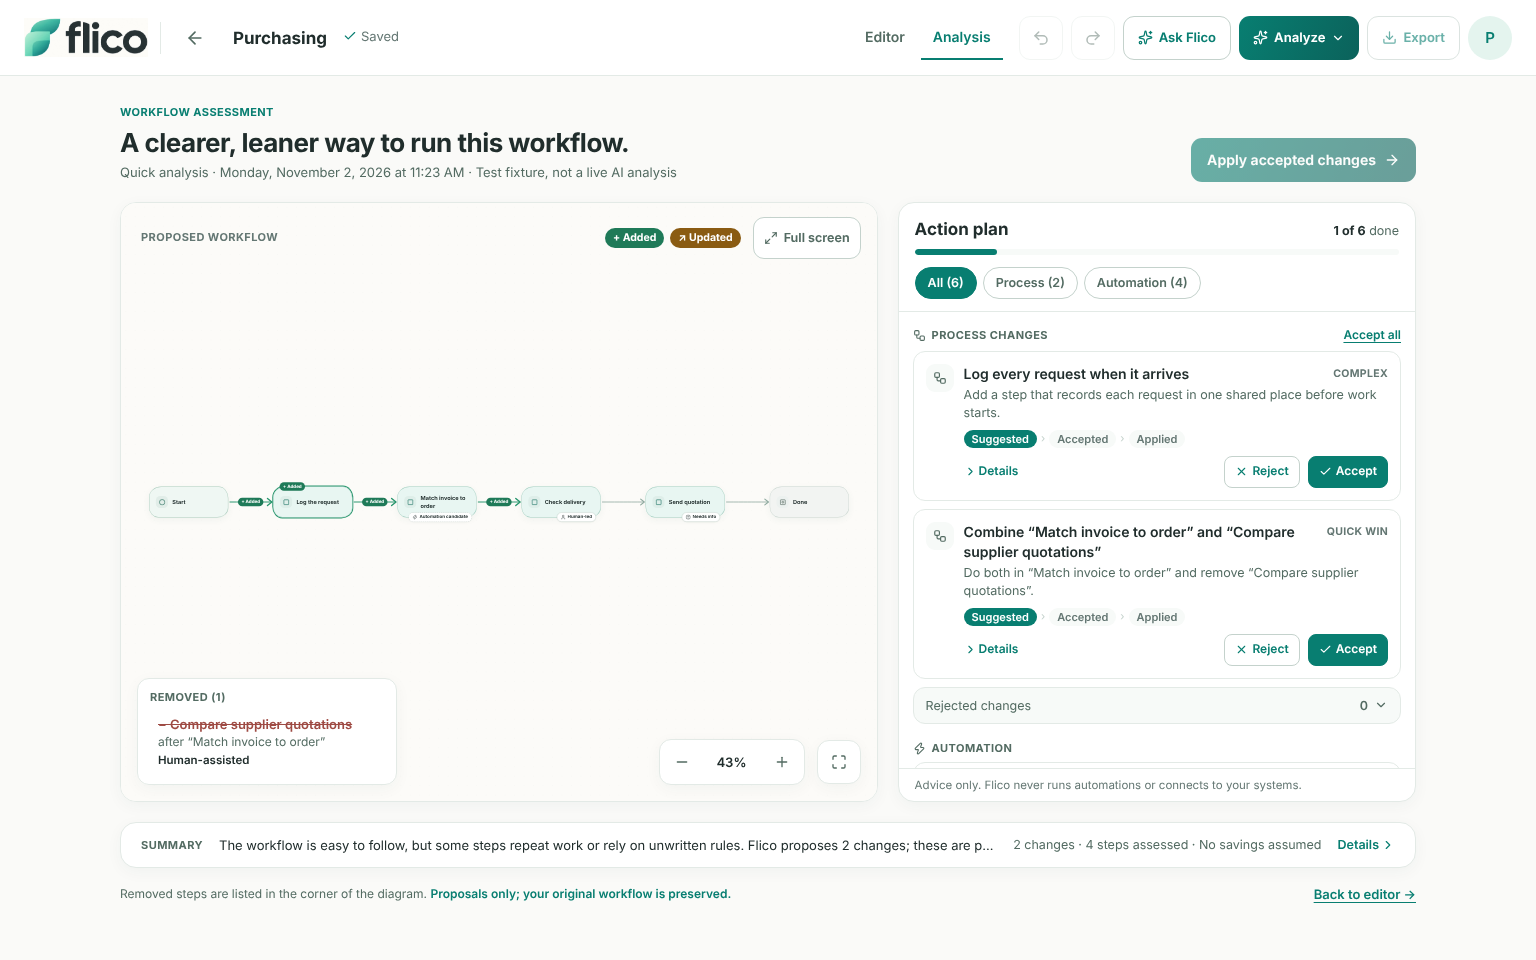 flico
Purchasing
Saved
Editor
Analysis
Ask Flico
Analyze
Export
P
WORKFLOW ASSESSMENT
A clearer, leaner way to run this workflow.
Quick analysis · Monday, November 2, 2026 at 11:23 AM · Test fixture, not a live AI analysis
Apply accepted changes →
PROPOSED WORKFLOW
+ Added
↗ Updated
Full screen
Start
+ Added
+ Added
Log the request
+ Added
Match invoice to
order
Automation candidate
+ Added
Check delivery
Human-led
Send quotation
Needs info
Done
REMOVED (1)
− Compare supplier quotations
after “Match invoice to order”
Human-assisted
− 43% +
Action plan
1 of 6 done
All (6)
Process (2)
Automation (4)
PROCESS CHANGES
Accept all
Log every request when it arrives
COMPLEX
Add a step that records each request in one shared place before work
starts.
Suggested › Accepted › Applied
Details
Reject
Accept
Combine “Match invoice to order” and “Compare
supplier quotations”
QUICK WIN
Do both in “Match invoice to order” and remove “Compare supplier
quotations”.
Suggested › Accepted › Applied
Details
Reject
Accept
Rejected changes
0
AUTOMATION
Advice only. Flico never runs automations or connects to your systems.
SUMMARY
The workflow is easy to follow, but some steps repeat work or rely on unwritten rules. Flico proposes 2 changes; these are p...
2 changes · 4 steps assessed · No savings assumed
Details
Removed steps are listed in the corner of the diagram. Proposals only; your original workflow is preserved.
Back to editor →